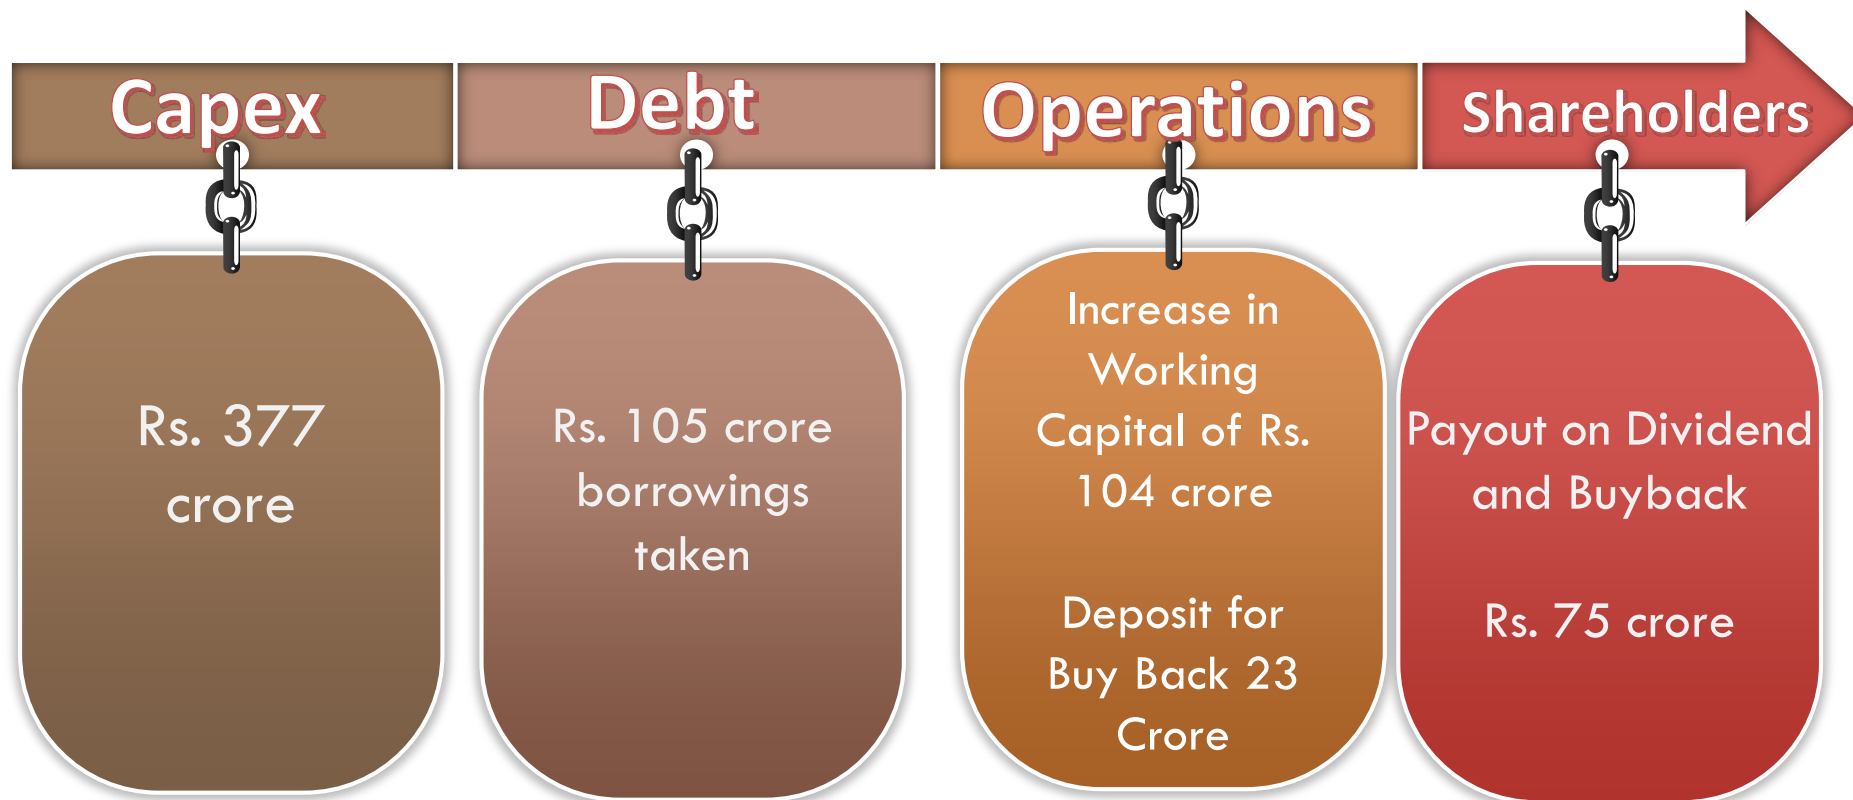 Capex
Debt
Operations
Shareholders
Rs. 377
crore
Rs. 105 crore
borrowings
taken
Increase in
Working
Capital of Rs.
104 crore
Deposit for
Buy Back 23
Crore
Payout on Dividend
and Buyback
Rs. 75 crore